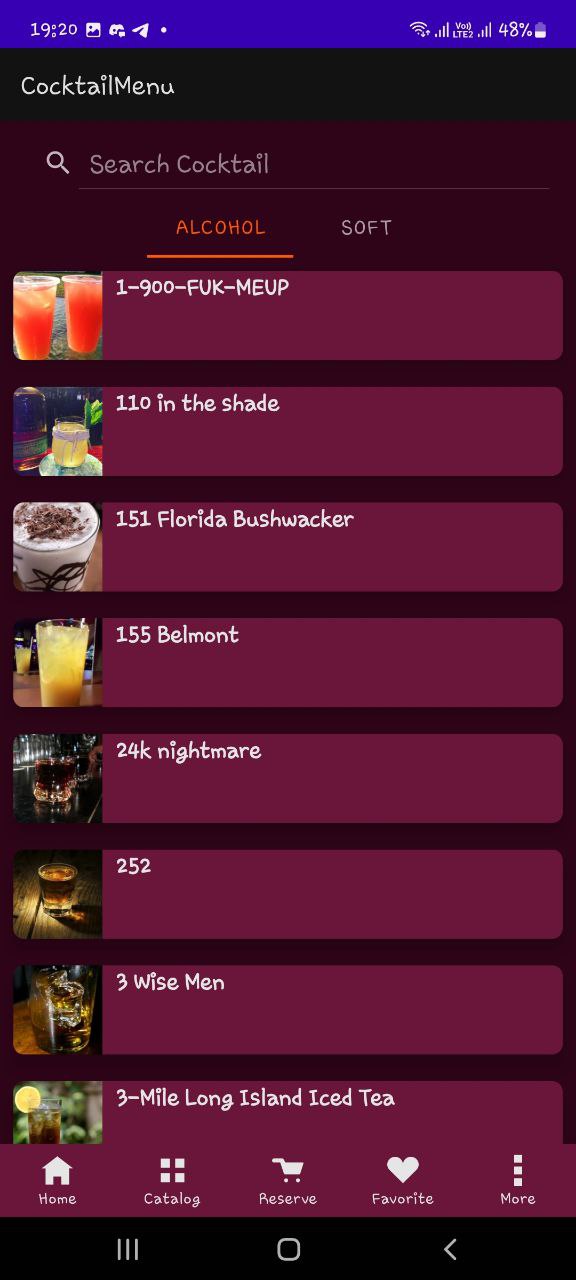 19:20
Vo)) LTE2 48%
CocktailMenu
Search Cocktail
ALCOHOL SOFT
1-900-FUK-MEUP
110 in the shade
151 Florida Bushwacker
155 Belmont
24k nightmare
252
3 Wise Men
3-Mile Long Island Iced Tea
Home Catalog Reserve Favorite More